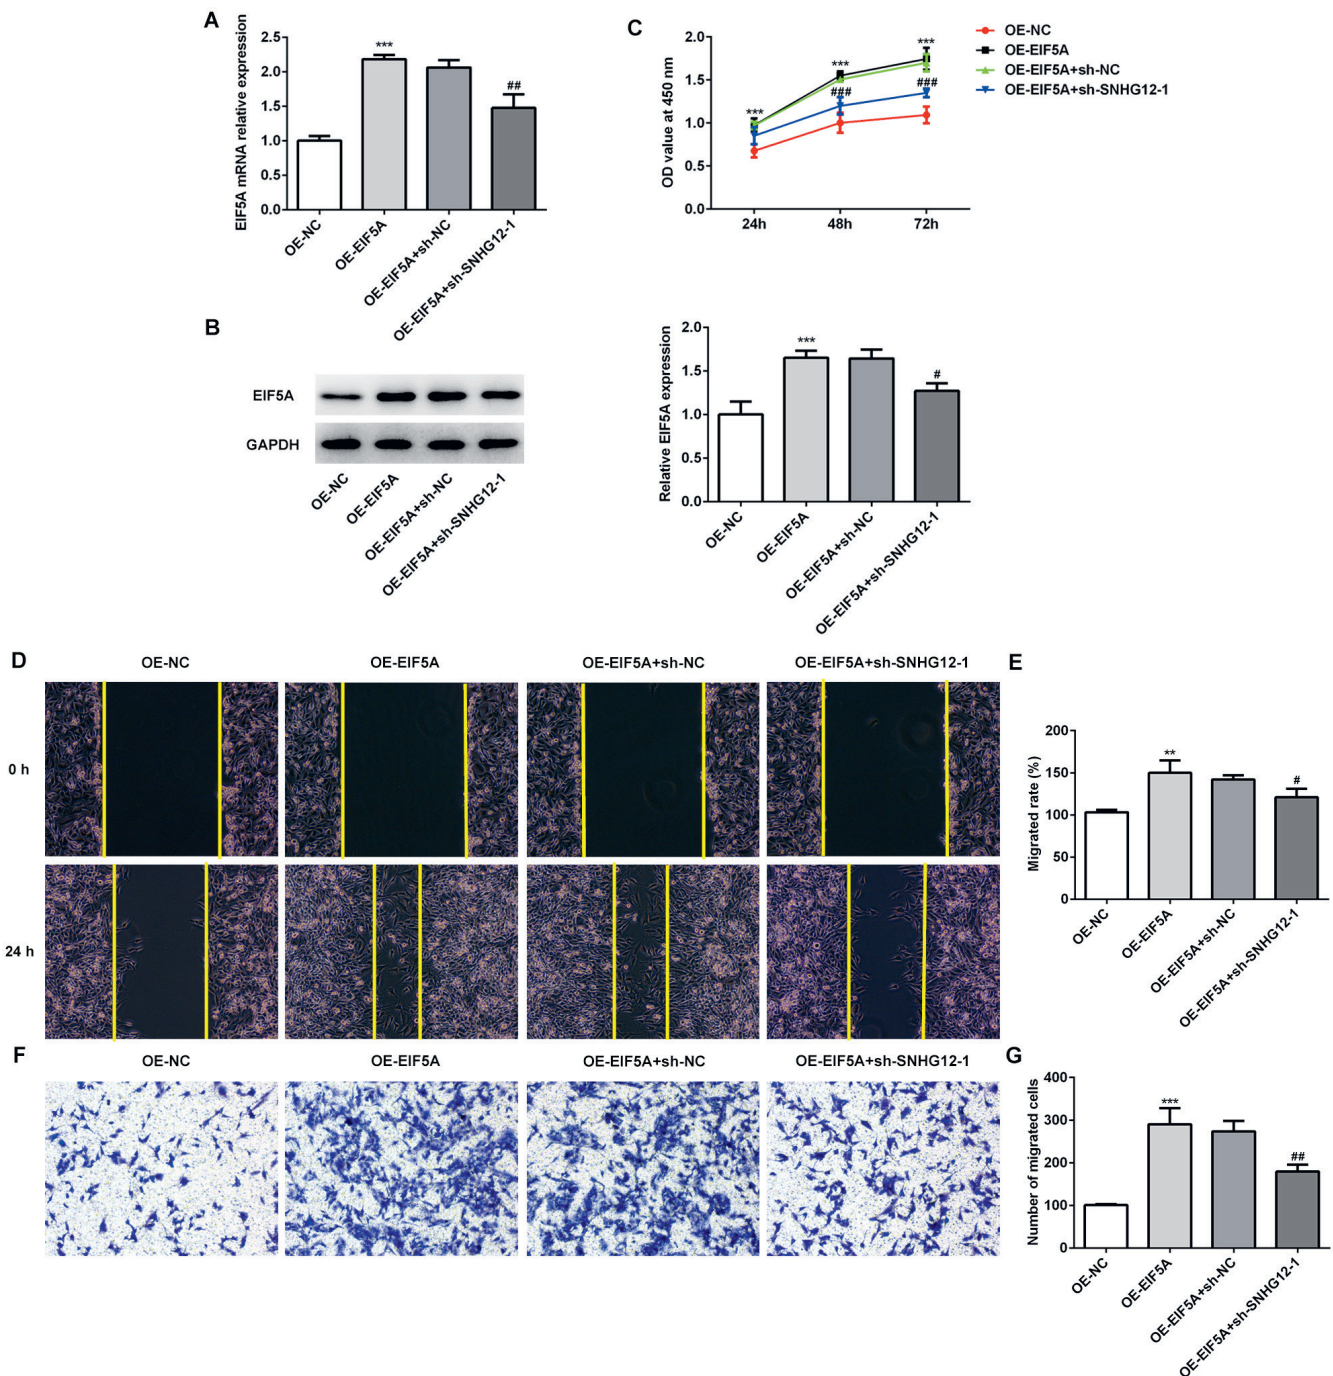 A
EIF5A mRNA relative expression
2.5
2.0
1.5
1.0
0.5
0.0
***
##
OE-NC
OE-EIF5A
OE-EIF5A+sh-NC
OE-EIF5A+sh-SNHG12-1
C
OD value at 450 nm
2.0
1.5
1.0
0.5
0.0
***
***
###
***
###
24h
48h
72h
OE-NC
OE-EIF5A
OE-EIF5A+sh-NC
OE-EIF5A+sh-SNHG12-1
B
EIF5A
GAPDH
OE-NC
OE-EIF5A
OE-EIF5A+sh-NC
OE-EIF5A+sh-SNHG12-1
Relative EIF5A expression
2.0
1.5
1.0
0.5
0.0
***
#
OE-NC
OE-EIF5A
OE-EIF5A+sh-NC
OE-EIF5A+sh-SNHG12-1
D
OE-NC
OE-EIF5A
OE-EIF5A+sh-NC
OE-EIF5A+sh-SNHG12-1
0 h
24 h
E
Migrated rate (%)
200
150
100
50
0
**
#
OE-NC
OE-EIF5A
OE-EIF5A+sh-NC
OE-EIF5A+sh-SNHG12-1
F
OE-NC
OE-EIF5A
OE-EIF5A+sh-NC
OE-EIF5A+sh-SNHG12-1
G
Number of migrated cells
400
300
200
100
0
***
##
OE-NC
OE-EIF5A
OE-EIF5A+sh-NC
OE-EIF5A+sh-SNHG12-1